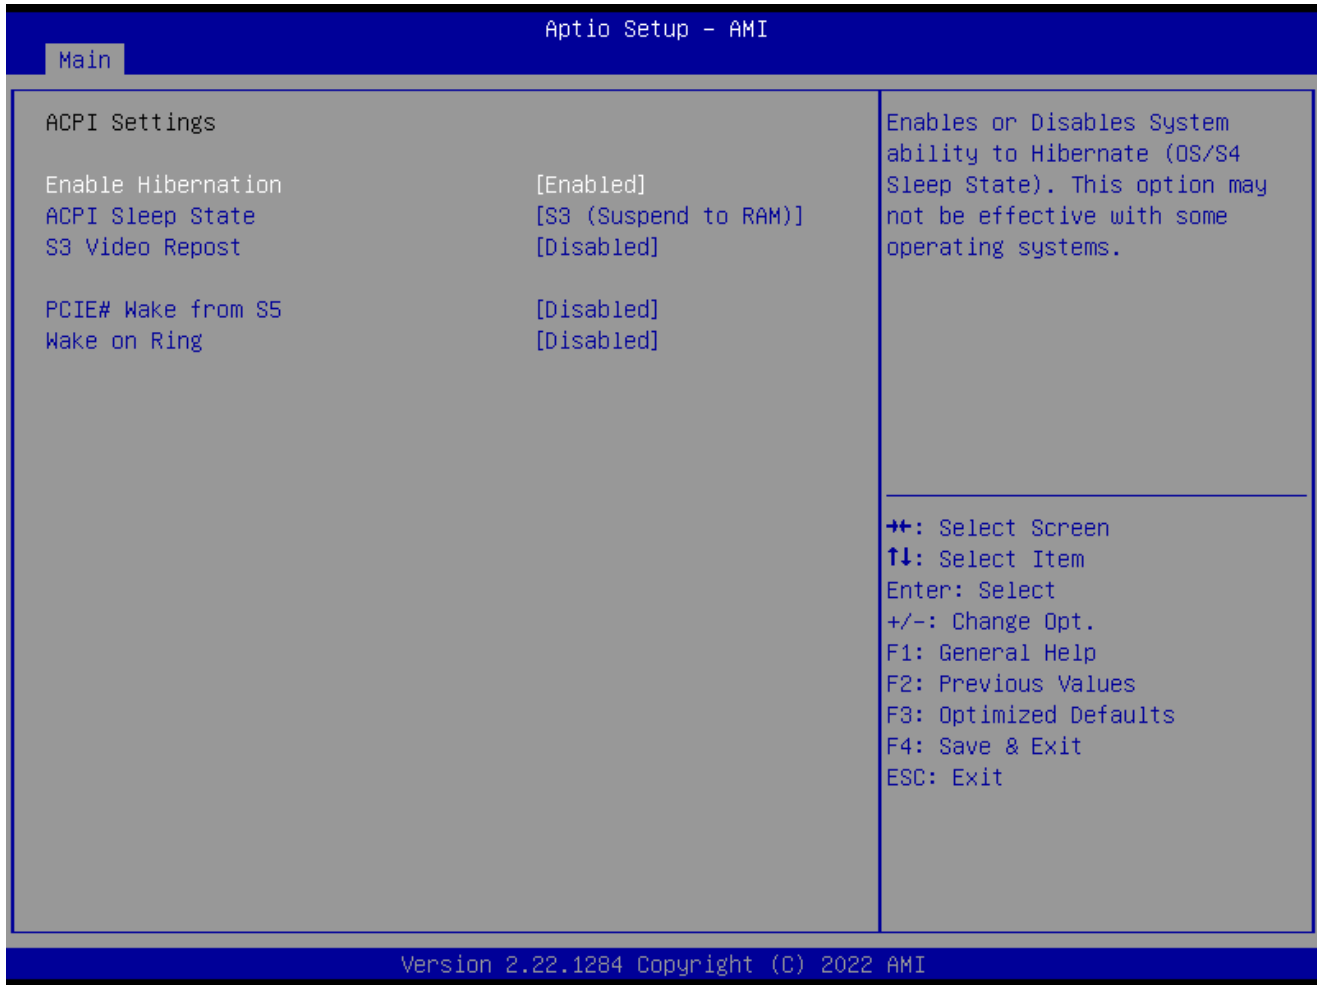 Aptio Setup – AMI
Main
ACPI Settings
Enable Hibernation [Enabled]
ACPI Sleep State [S3 (Suspend to RAM)]
S3 Video Repost [Disabled]
PCIE# Wake from S5 [Disabled]
Wake on Ring [Disabled]
Enables or Disables System
ability to Hibernate (OS/S4
Sleep State). This option may
not be effective with some
operating systems.
→←: Select Screen
↑↓: Select Item
Enter: Select
+/-: Change Opt.
F1: General Help
F2: Previous Values
F3: Optimized Defaults
F4: Save & Exit
ESC: Exit
Version 2.22.1284 Copyright (C) 2022 AMI